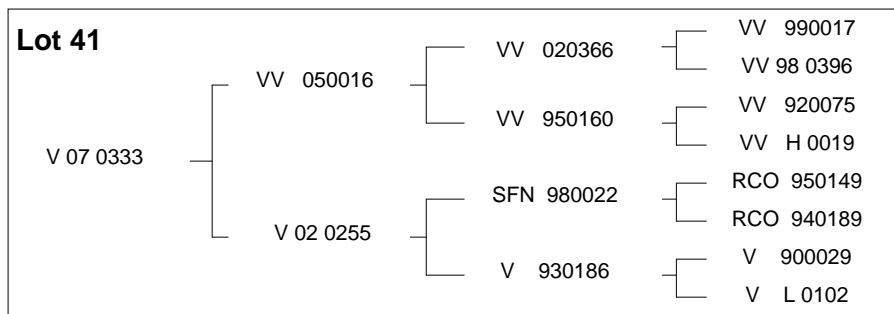 Lot 41
VV 990017
VV 020366
VV 98 0396
VV 050016
VV 950160
VV 920075
VV H 0019
V 07 0333
SFN 980022
RCO 950149
RCO 940189
V 02 0255
V 930186
V 900029
V L 0102